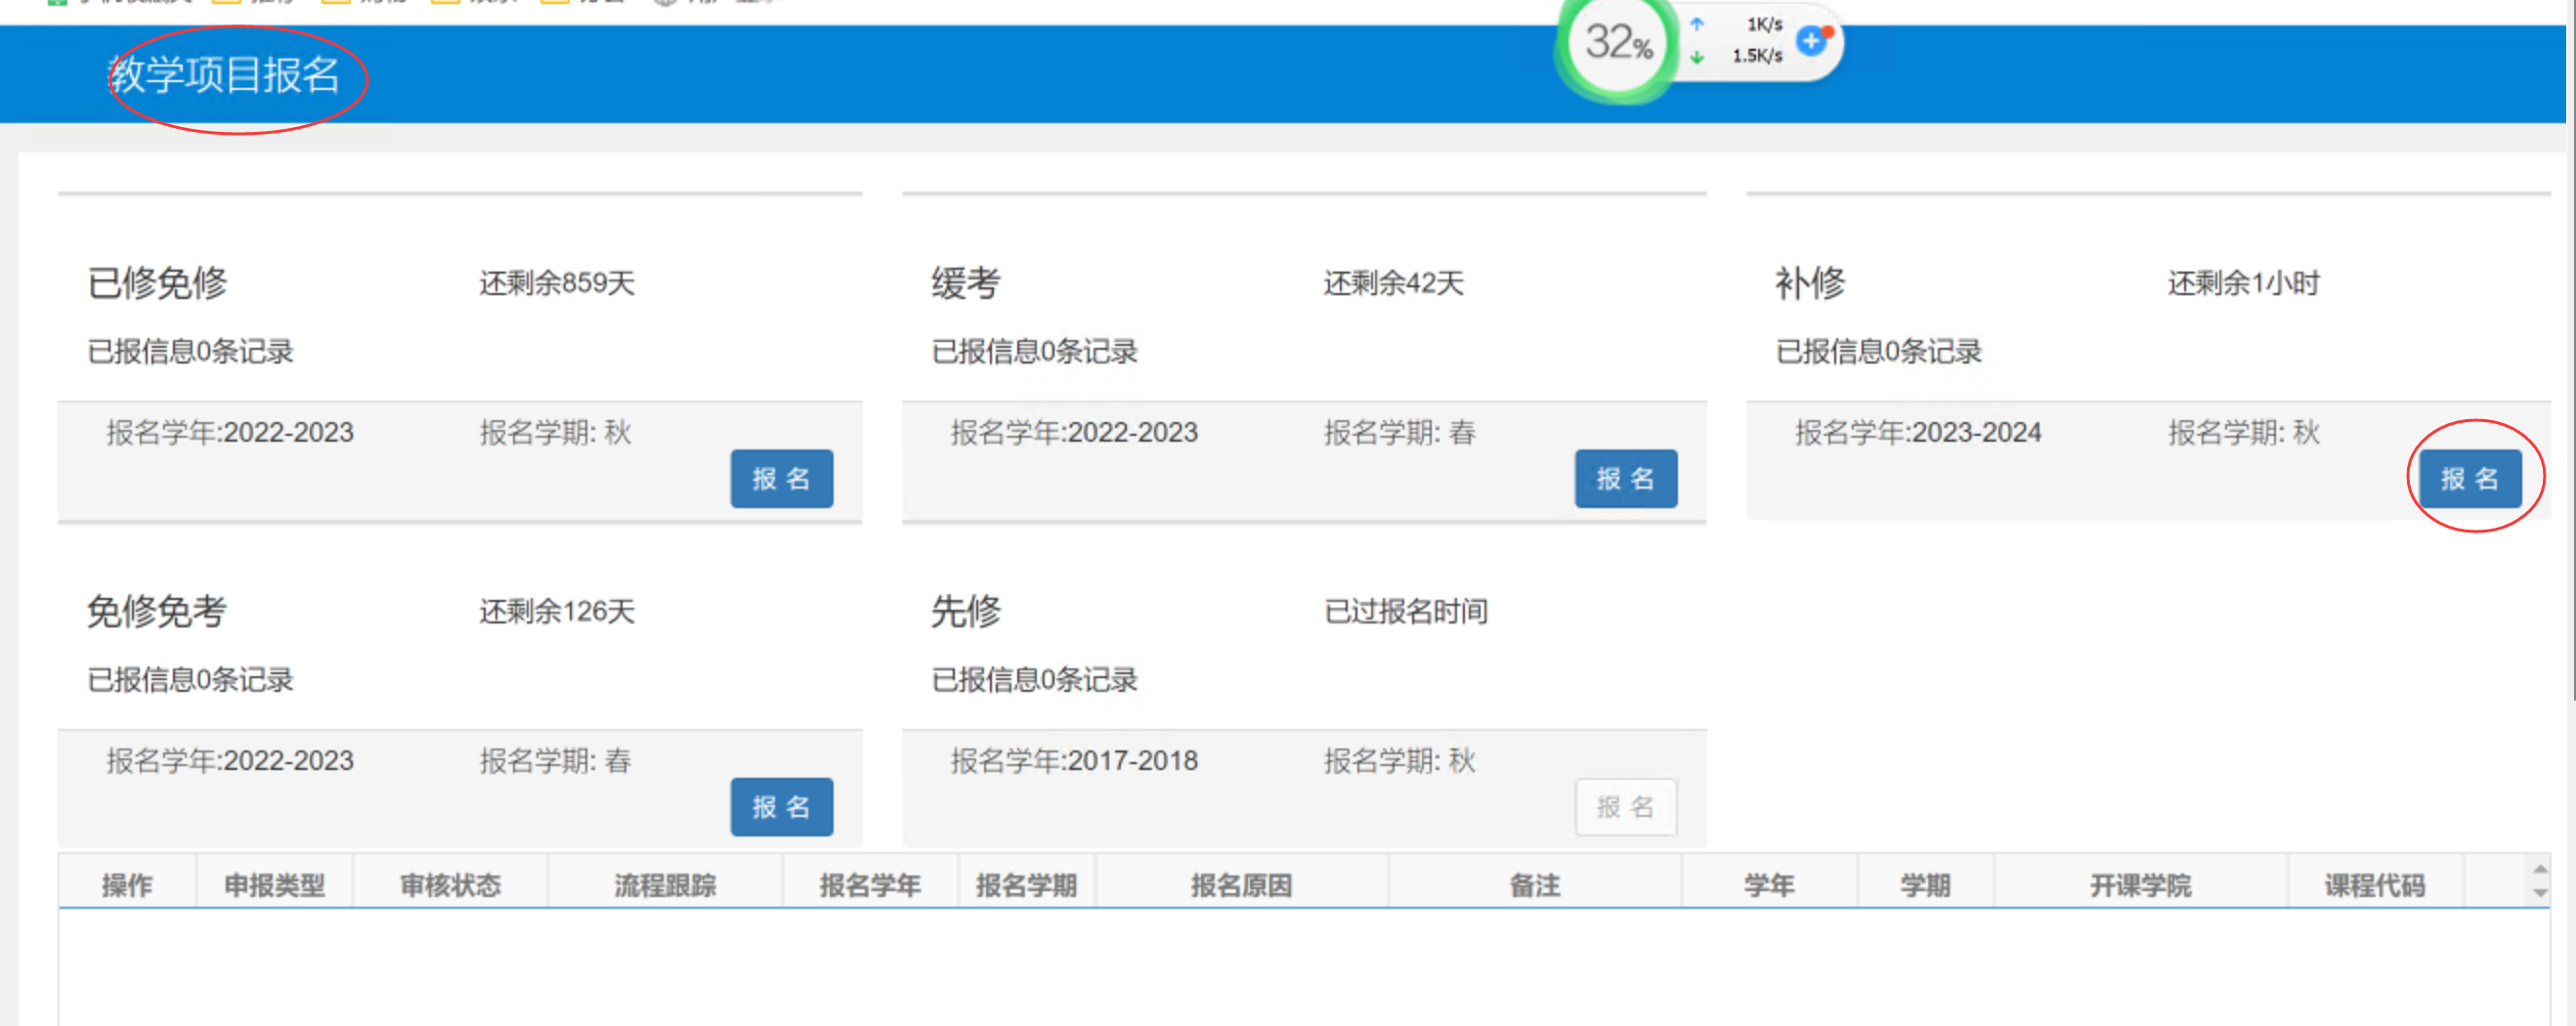 教学项目报名
32%
1K/s
1.5K/s
已修免修 还剩余859天
已报信息0条记录
报名学年:2022-2023 报名学期: 秋
报 名
缓考 还剩余42天
已报信息0条记录
报名学年:2022-2023 报名学期: 春
报 名
补修 还剩余1小时
已报信息0条记录
报名学年:2023-2024 报名学期: 秋
报 名
免修免考 还剩余126天
已报信息0条记录
报名学年:2022-2023 报名学期: 春
报 名
先修 已过报名时间
已报信息0条记录
报名学年:2017-2018 报名学期: 秋
报 名
操作 申报类型 审核状态 流程跟踪 报名学年 报名学期 报名原因 备注 学年 学期 开课学院 课程代码